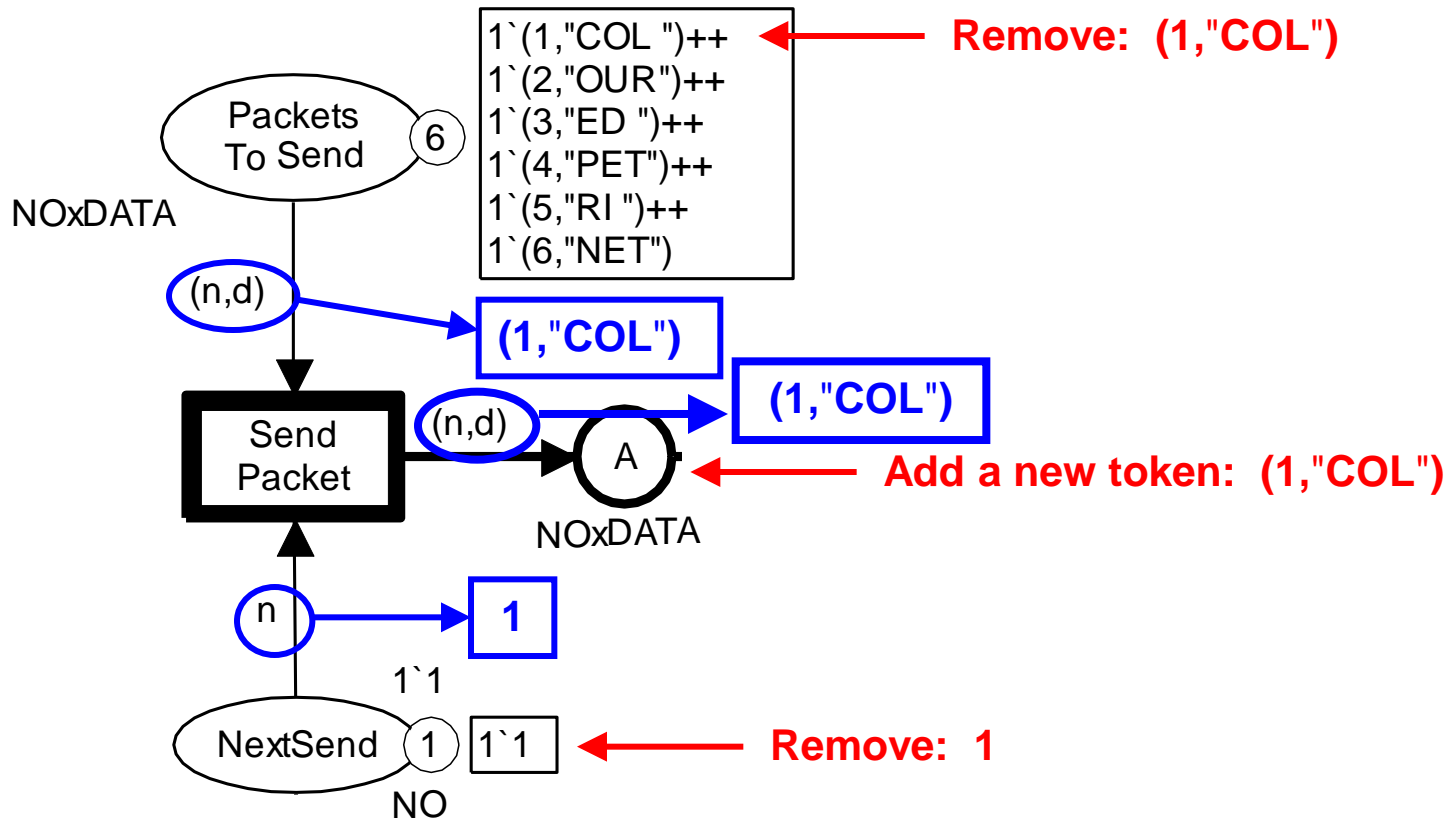 1`(1,"COL ")++
Remove: (1,"COL")
1`(2,"OUR")++
1`(3,"ED ")++
1`(4,"PET")++
1`(5,"RI ")++
1`(6,"NET")
Packets
To Send
6
NOxDATA
(n,d)
(1,"COL")
(n,d)
(1,"COL")
Send
Packet
A
Add a new token: (1,"COL")
NOxDATA
n
1
1`1
NextSend
1
1`1
Remove: 1
NO